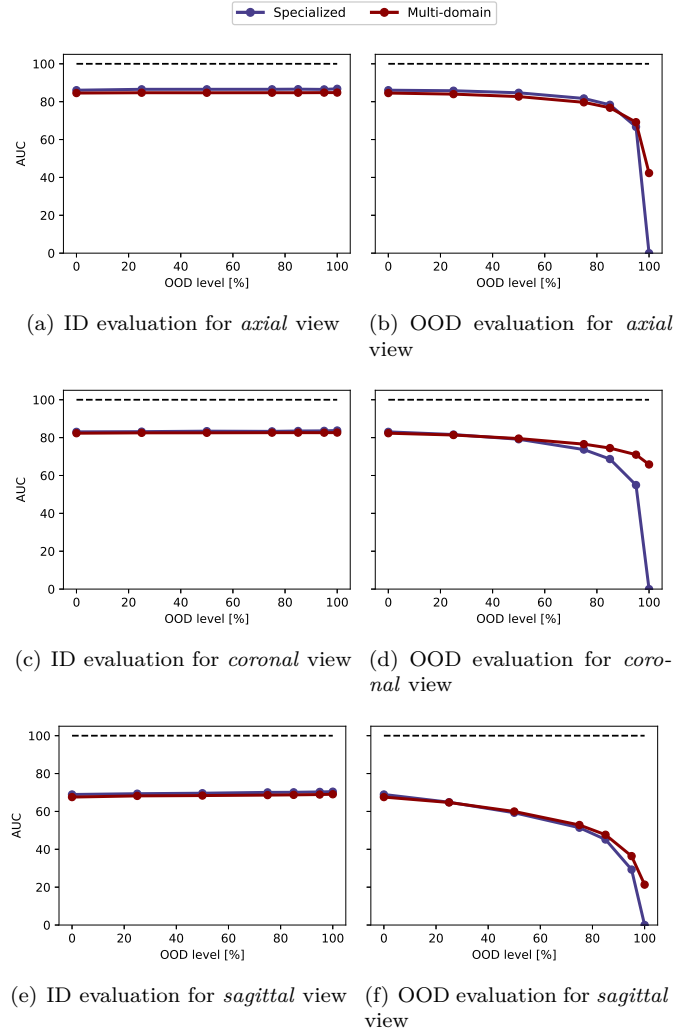 Specialized Multi-domain
100
80
60
40
20
0
AUC
0 20 40 60 80 100
OOD level [%]
0 20 40 60 80 100
OOD level [%]
(a) ID evaluation for axial view
(b) OOD evaluation for axial
view
100
80
60
40
20
0
AUC
0 20 40 60 80 100
OOD level [%]
0 20 40 60 80 100
OOD level [%]
(c) ID evaluation for coronal view
(d) OOD evaluation for coro-
nal view
100
80
60
40
20
0
AUC
0 20 40 60 80 100
OOD level [%]
0 20 40 60 80 100
OOD level [%]
(e) ID evaluation for sagittal view
(f) OOD evaluation for sagittal
view